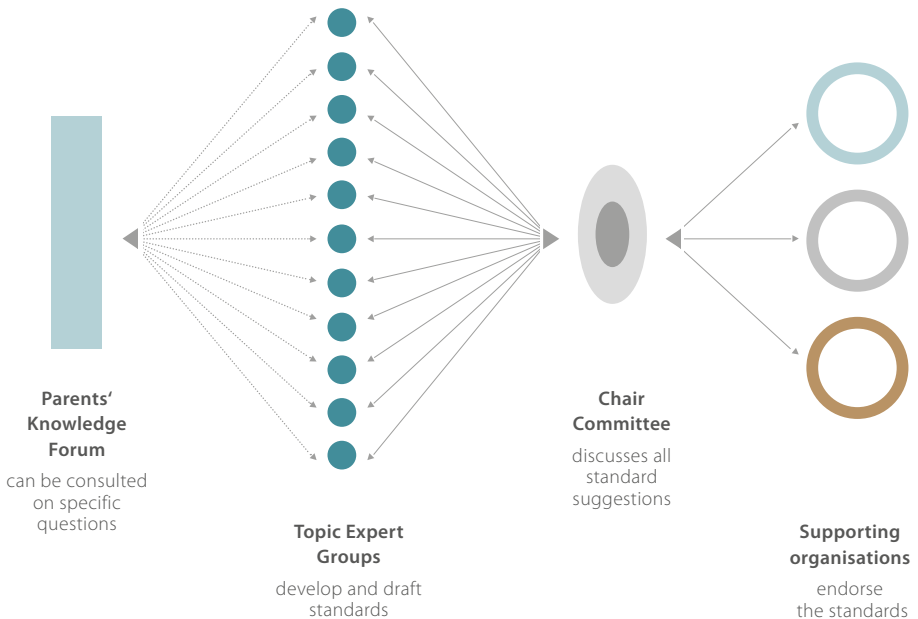 Parents‘
Knowledge
Forum
can be consulted
on specific
questions
Topic Expert
Groups
develop and draft
standards
Chair
Committee
discusses all
standard
suggestions
Supporting
organisations
endorse
the standards